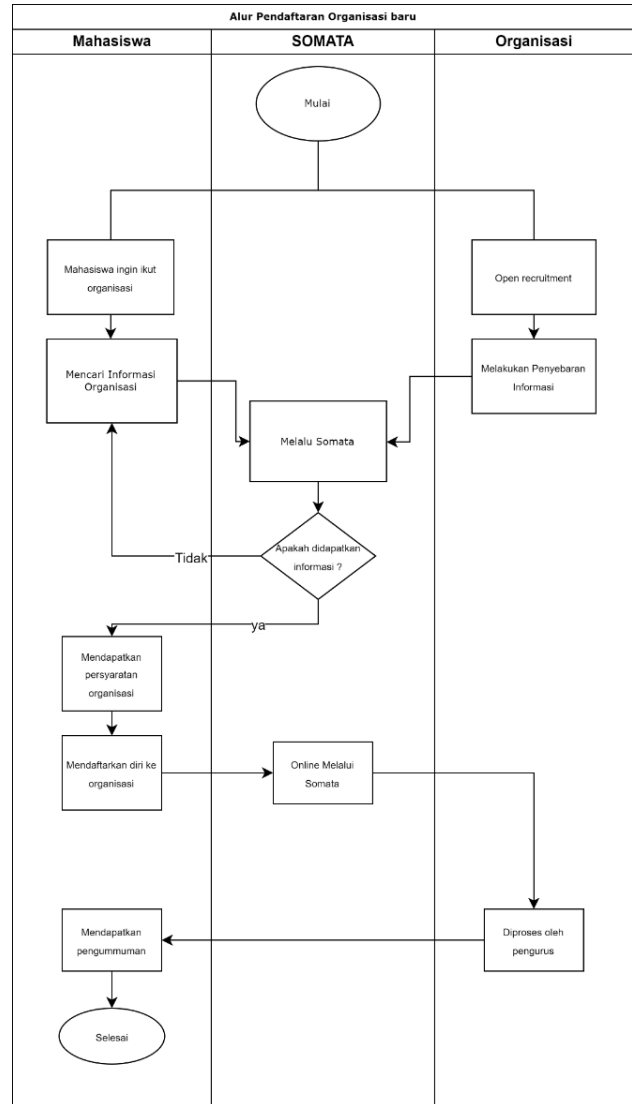 Alur Pendaftaran Organisasi baru
Mahasiswa
SOMATA
Organisasi
Mulai
Mahasiswa ingin ikut
organisasi
Open recruitment
Mencari Informasi
Organisasi
Melakukan Penyebaran
Informasi
Melalu Somata
Apakah didapatkan
informasi ?
Tidak
ya
Mendapatkan
persyaratan
organisasi
Mendaftarkan diri ke
organisasi
Online Melalui
Somata
Mendapatkan
pengummuman
Diproses oleh
pengurus
Selesai